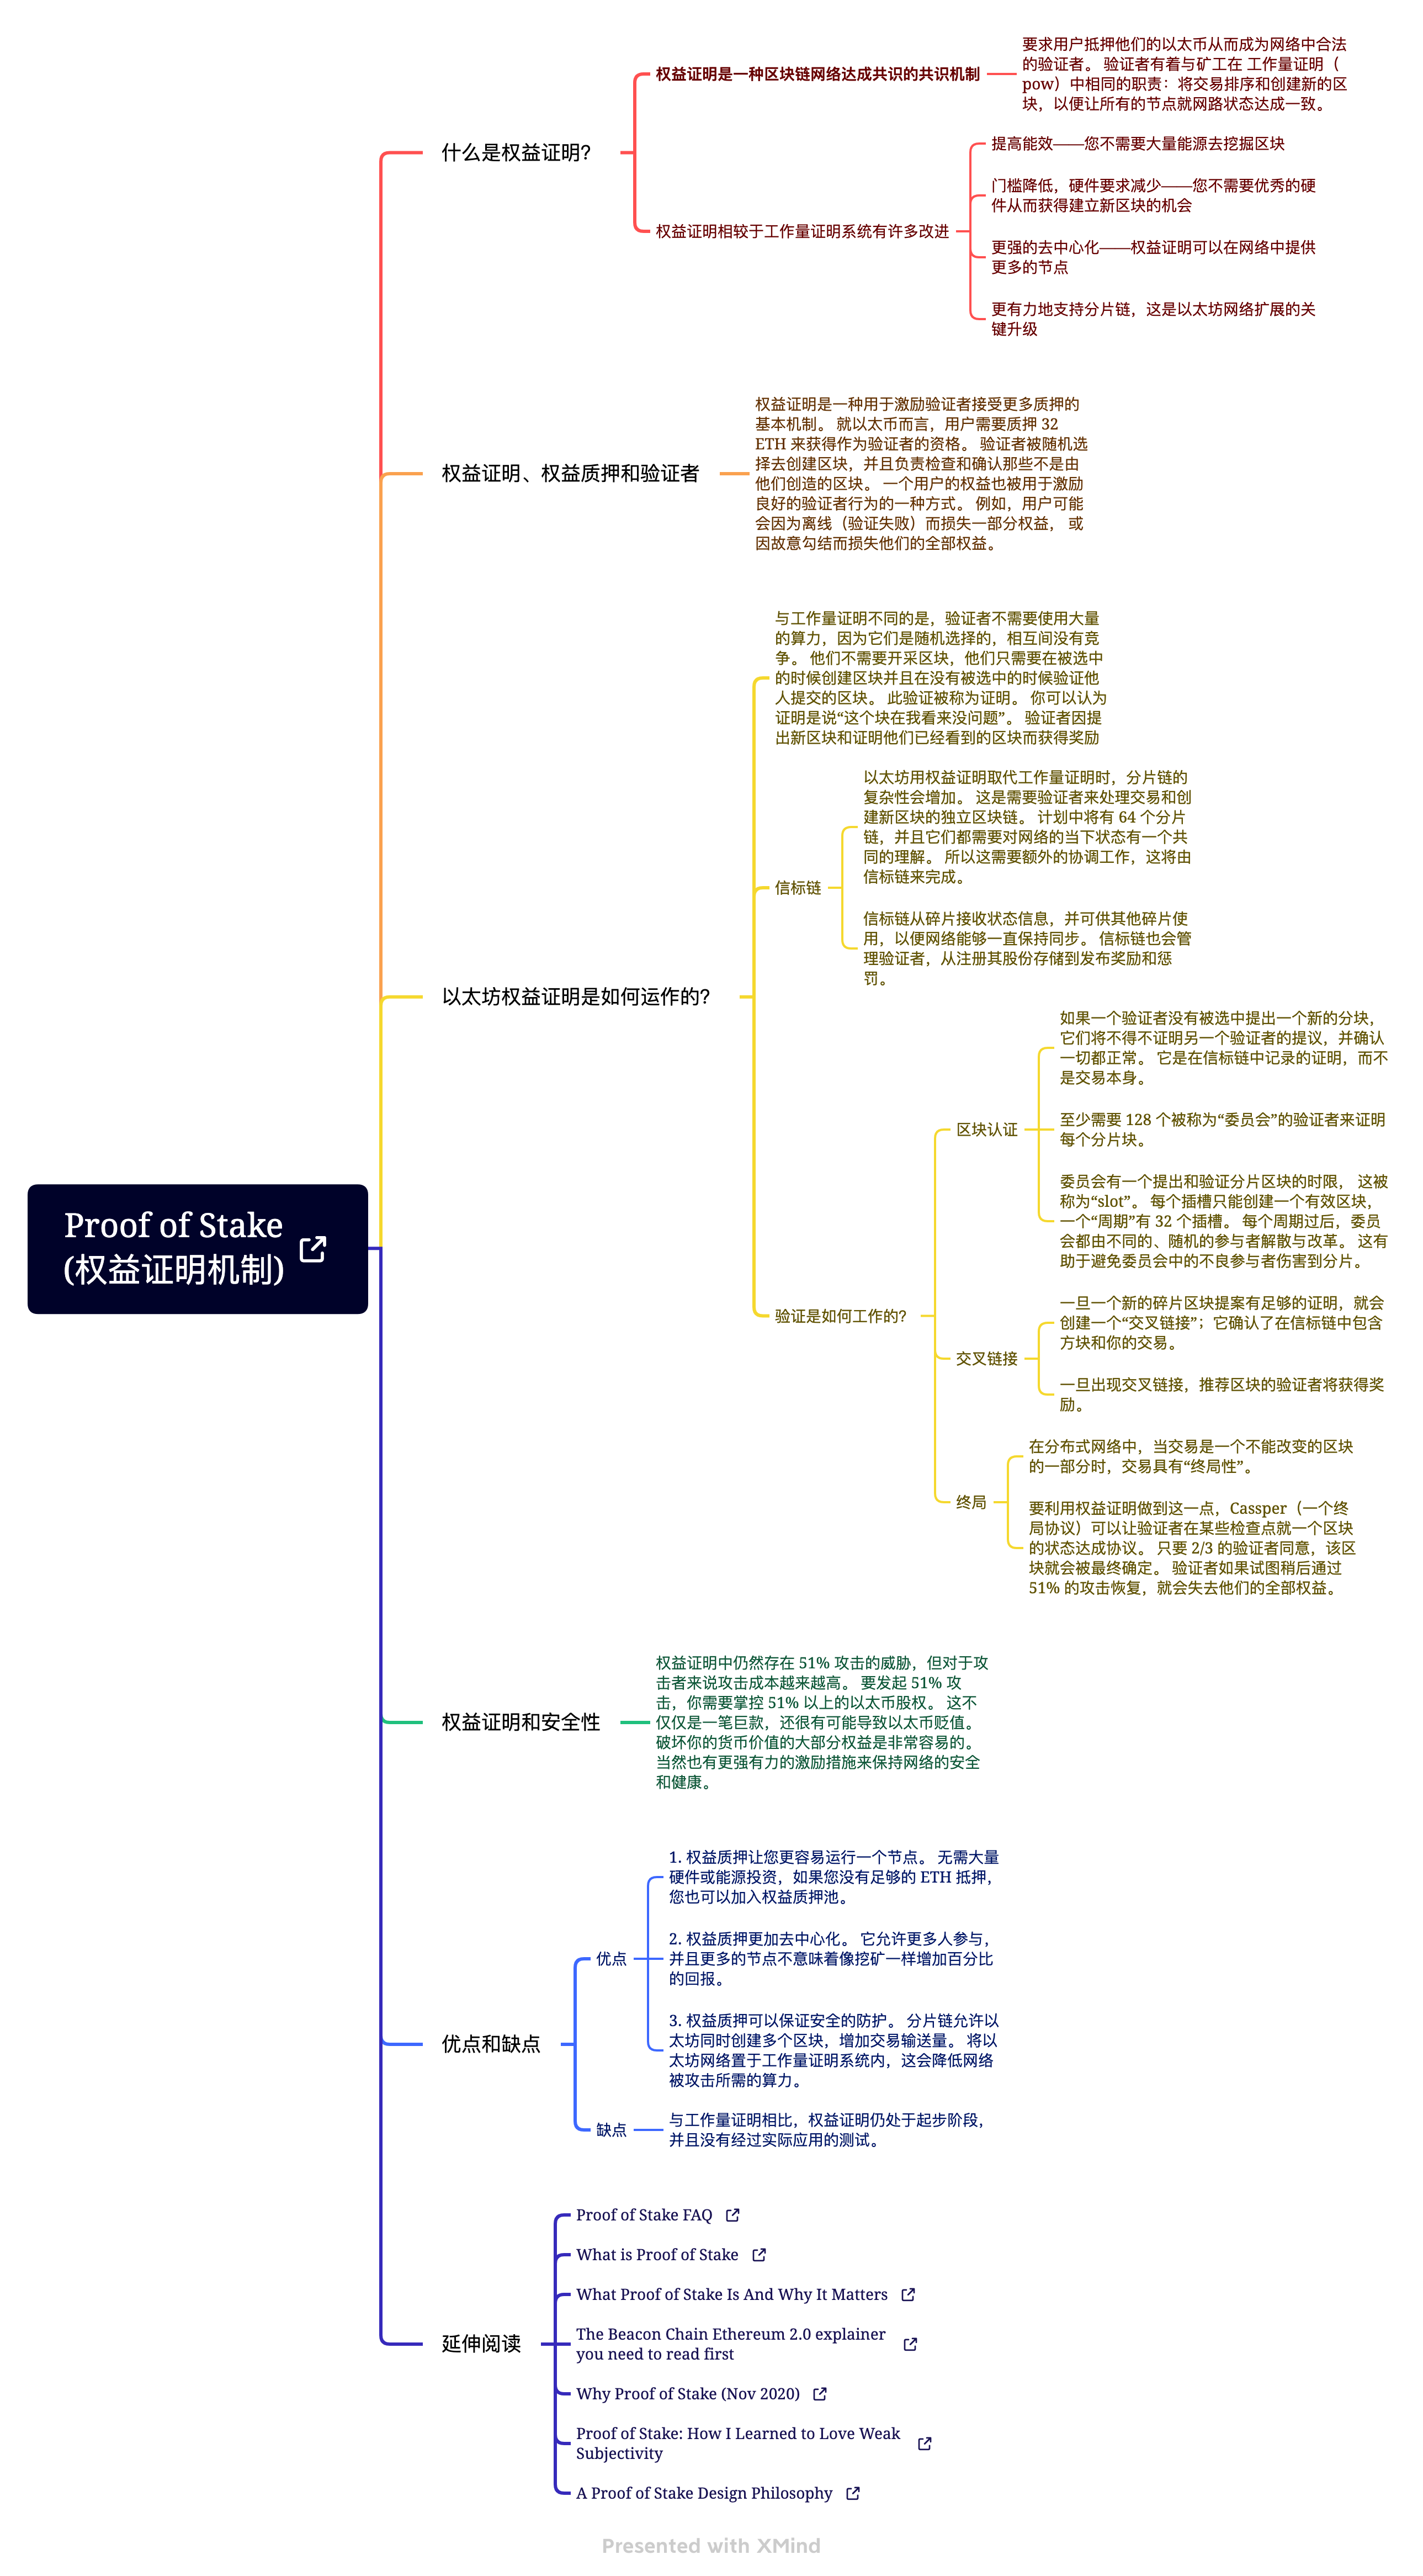 Proof of Stake
(权益证明机制)
什么是权益证明?
权益证明是一种区块链网络达成共识的共识机制
要求用户抵押他们的以太币从而成为网络中合法
的验证者。 验证者有着与矿工在 工作量证明（
pow）中相同的职责：将交易排序和创建新的区
块，以便让所有的节点就网路状态达成一致。
权益证明相较于工作量证明系统有许多改进
提高能效——您不需要大量能源去挖掘区块
门槛降低，硬件要求减少——您不需要优秀的硬
件从而获得建立新区块的机会
更强的去中心化——权益证明可以在网络中提供
更多的节点
更有力地支持分片链，这是以太坊网络扩展的关
键升级
权益证明、权益质押和验证者
权益证明是一种用于激励验证者接受更多质押的
基本机制。 就以太币而言，用户需要质押 32
ETH 来获得作为验证者的资格。 验证者被随机选
择去创建区块，并且负责检查和确认那些不是由
他们创造的区块。 一个用户的权益也被用于激励
良好的验证者行为的一种方式。 例如，用户可能
会因为离线（验证失败）而损失一部分权益， 或
因故意勾结而损失他们的全部权益。
以太坊权益证明是如何运作的?
与工作量证明不同的是，验证者不需要使用大量
的算力，因为它们是随机选择的，相互间没有竞
争。 他们不需要开采区块，他们只需要在被选中
的时候创建区块并且在没有被选中的时候验证他
人提交的区块。 此验证被称为证明。 你可以认为
证明是说“这个块在我看来没问题”。 验证者因提
出新区块和证明他们已经看到的区块而获得奖励
信标链
以太坊用权益证明取代工作量证明时，分片链的
复杂性会增加。 这是需要验证者来处理交易和创
建新区块的独立区块链。 计划中将有 64 个分片
链，并且它们都需要对网络的当下状态有一个共
同的理解。 所以这需要额外的协调工作，这将由
信标链来完成。
信标链从碎片接收状态信息，并可供其他碎片使
用，以便网络能够一直保持同步。 信标链也会管
理验证者，从注册其股份存储到发布奖励和惩
罚。
验证是如何工作的?
区块认证
如果一个验证者没有被选中提出一个新的分块，
它们将不得不证明另一个验证者的提议，并确认
一切都正常。 它是在信标链中记录的证明，而不
是交易本身。
至少需要 128 个被称为“委员会”的验证者来证明
每个分片块。
委员会有一个提出和验证分片区块的时限， 这被
称为“slot”。 每个插槽只能创建一个有效区块，
一个“周期”有 32 个插槽。 每个周期过后，委员
会都由不同的、随机的参与者解散与改革。 这有
助于避免委员会中的不良参与者伤害到分片。
交叉链接
一旦一个新的碎片区块提案有足够的证明，就会
创建一个“交叉链接”；它确认了在信标链中包含
方块和你的交易。
一旦出现交叉链接，推荐区块的验证者将获得奖
励。
终局
在分布式网络中，当交易是一个不能改变的区块
的一部分时，交易具有“终局性”。
要利用权益证明做到这一点，Cassper（一个终
局协议）可以让验证者在某些检查点就一个区块
的状态达成协议。 只要 2/3 的验证者同意，该区
块就会被最终确定。 验证者如果试图稍后通过
51% 的攻击恢复，就会失去他们的全部权益。
权益证明和安全性
权益证明中仍然存在 51% 攻击的威胁，但对于攻
击者来说攻击成本越来越高。 要发起 51% 攻
击，你需要掌控 51% 以上的以太币股权。 这不
仅仅是一笔巨款，还很有可能导致以太币贬值。
破坏你的货币价值的大部分权益是非常容易的。
当然也有更强有力的激励措施来保持网络的安全
和健康。
优点和缺点
优点
1. 权益质押让您更容易运行一个节点。 无需大量
硬件或能源投资，如果您没有足够的 ETH 抵押，
您也可以加入权益质押池。
2. 权益质押更加去中心化。 它允许更多人参与，
并且更多的节点不意味着像挖矿一样增加百分比
的回报。
3. 权益质押可以保证安全的防护。 分片链允许以
太坊同时创建多个区块，增加交易输送量。 将以
太坊网络置于工作量证明系统内，这会降低网络
被攻击所需的算力。
缺点
与工作量证明相比，权益证明仍处于起步阶段，
并且没有经过实际应用的测试。
延伸阅读
Proof of Stake FAQ
What is Proof of Stake
What Proof of Stake Is And Why It Matters
The Beacon Chain Ethereum 2.0 explainer
you need to read first
Why Proof of Stake (Nov 2020)
Proof of Stake: How I Learned to Love Weak
Subjectivity
A Proof of Stake Design Philosophy
Presented with XMind